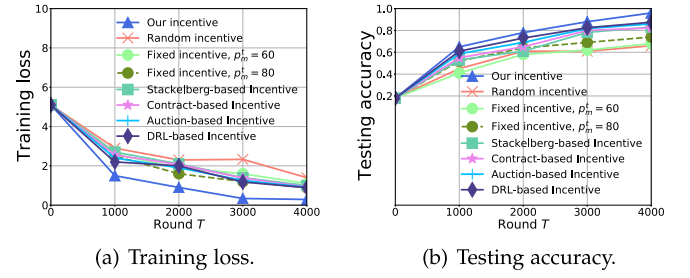 10
8
6
4
2
0
Training loss
Our incentive
Random incentive
Fixed incentive, p_m^t = 60
Fixed incentive, p_m^t = 80
Stackelberg-based Incentive
Contract-based Incentive
Auction-based Incentive
DRL-based Incentive
0 1000 2000 3000 4000
Round T
(a) Training loss.
1.0
0.8
0.6
0.4
0.2
Testing accuracy
Our incentive
Random incentive
Fixed incentive, p_m^t = 60
Fixed incentive, p_m^t = 80
Stackelberg-based Incentive
Contract-based Incentive
Auction-based Incentive
DRL-based Incentive
0 1000 2000 3000 4000
Round T
(b) Testing accuracy.